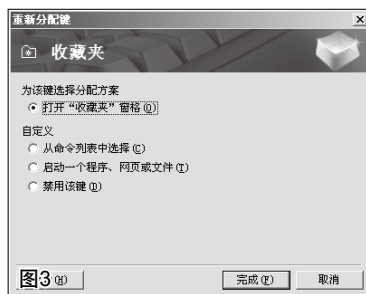 重新分配键
收藏夹
为该键选择分配方案
打开“收藏夹”窗格(O)
自定义
从命令列表中选择(C)
启动一个程序、网页或文件(T)
禁用该键(D)
图3 (H)
完成(F)
取消